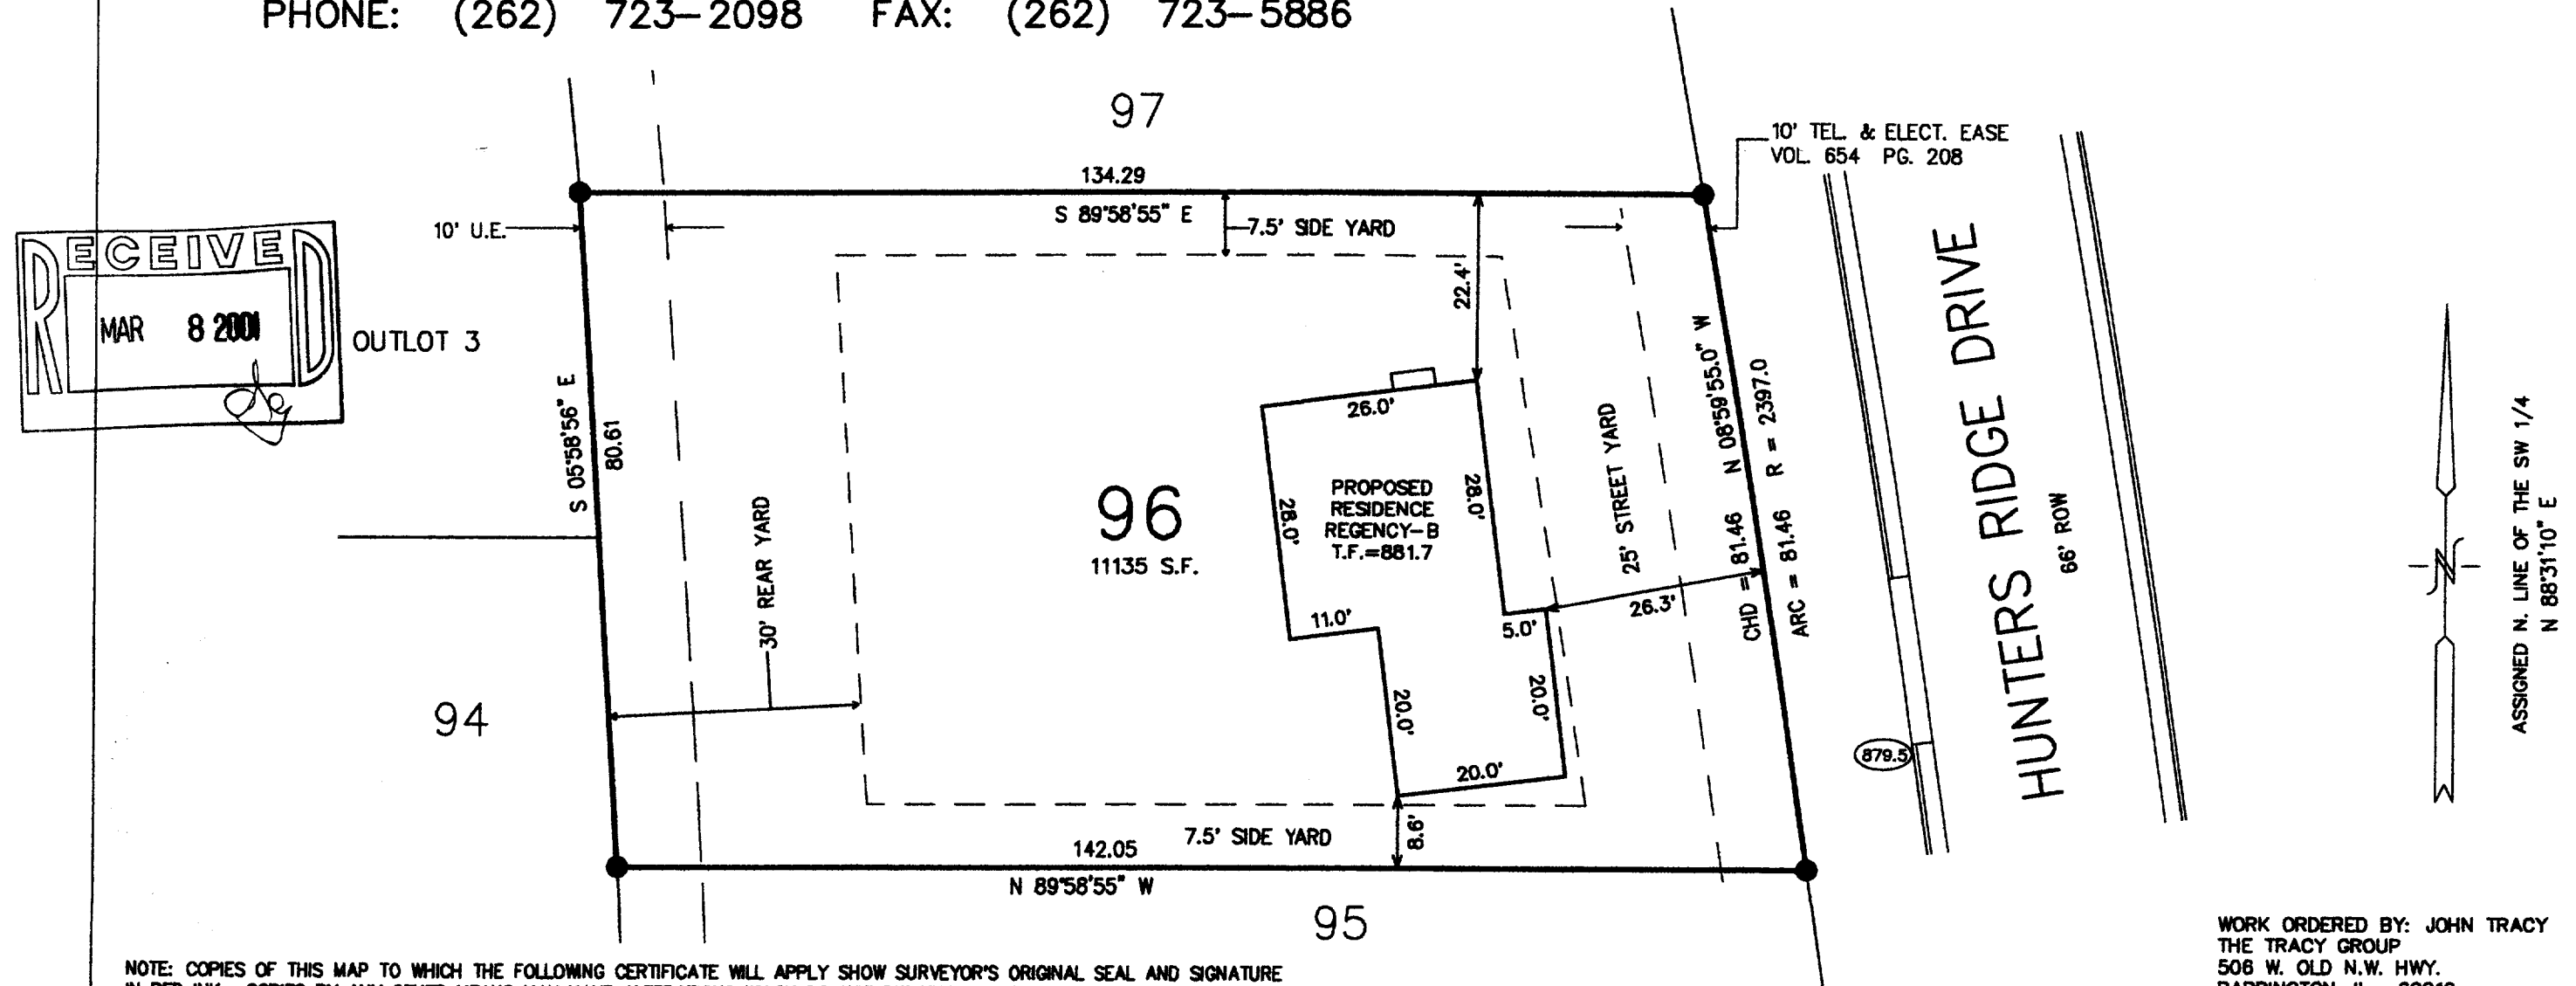 PHONE: (262) 723-2098 FAX: (262) 723-5886
97
10' TEL. & ELECT. EASE
VOL. 654 PG. 208
134.29
S 89°58'55" E
10' U.E.
7.5' SIDE YARD
RECEIVED
MAR 8 2001
OUTLOT 3
22.4'
S 05°58'56" E
80.61
26.0'
28.0'
28.0'
PROPOSED
RESIDENCE
REGENCY-B
T.F.=881.7
96
11135 S.F.
30' REAR YARD
25' STREET YARD
CHD = 81.46 N 08°59'55.0" W
ARC = 81.46 R = 2397.0
HUNTERS RIDGE DRIVE
66' ROW
N
ASSIGNED N. LINE OF THE SW 1/4
N 88°31'10" E
11.0'
5.0'
26.3'
20.0'
20.0'
20.0'
94
879.5
8.6'
7.5' SIDE YARD
142.05
N 89°58'55" W
95
WORK ORDERED BY: JOHN TRACY
THE TRACY GROUP
506 W. OLD N.W. HWY.
NOTE: COPIES OF THIS MAP TO WHICH THE FOLLOWING CERTIFICATE WILL APPLY SHOW SURVEYOR'S ORIGINAL SEAL AND SIGNATURE